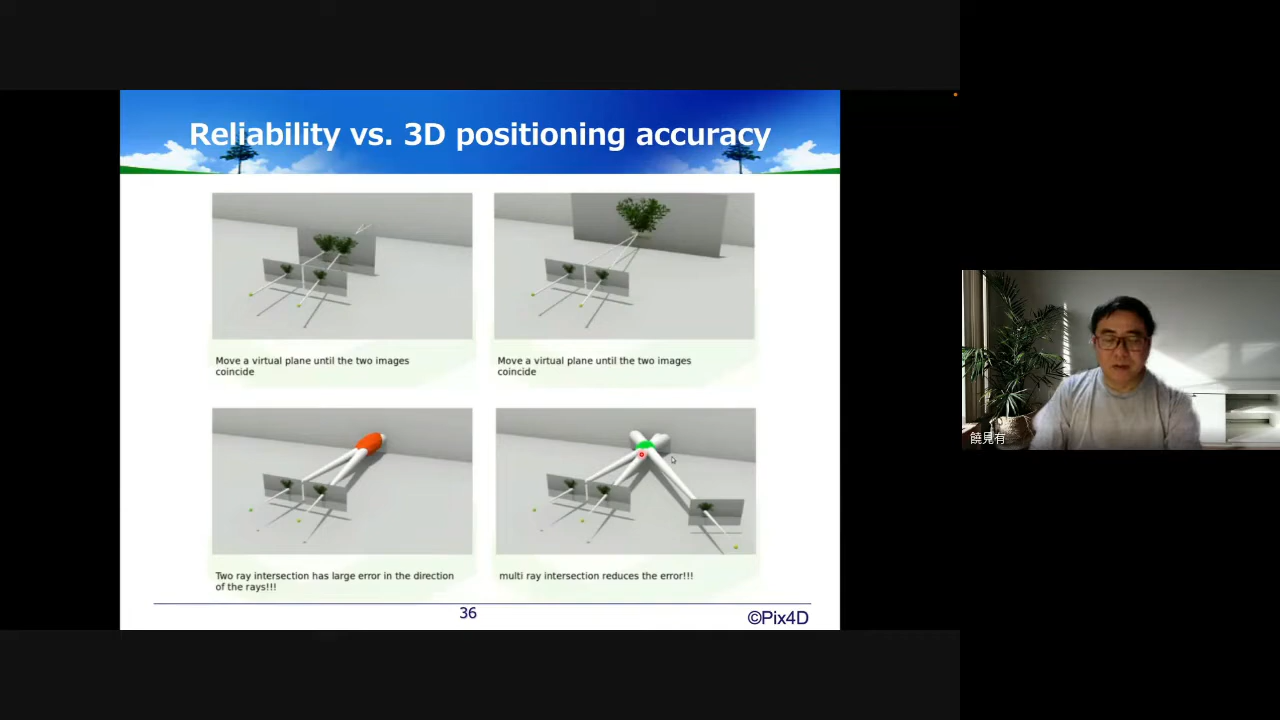 Reliability vs. 3D positioning accuracy
Move a virtual plane until the two images
coincide
Move a virtual plane until the two images
coincide
Two ray intersection has large error in the direction
of the rays!!!
multi ray intersection reduces the error!!!
36
©Pix4D
饒見有